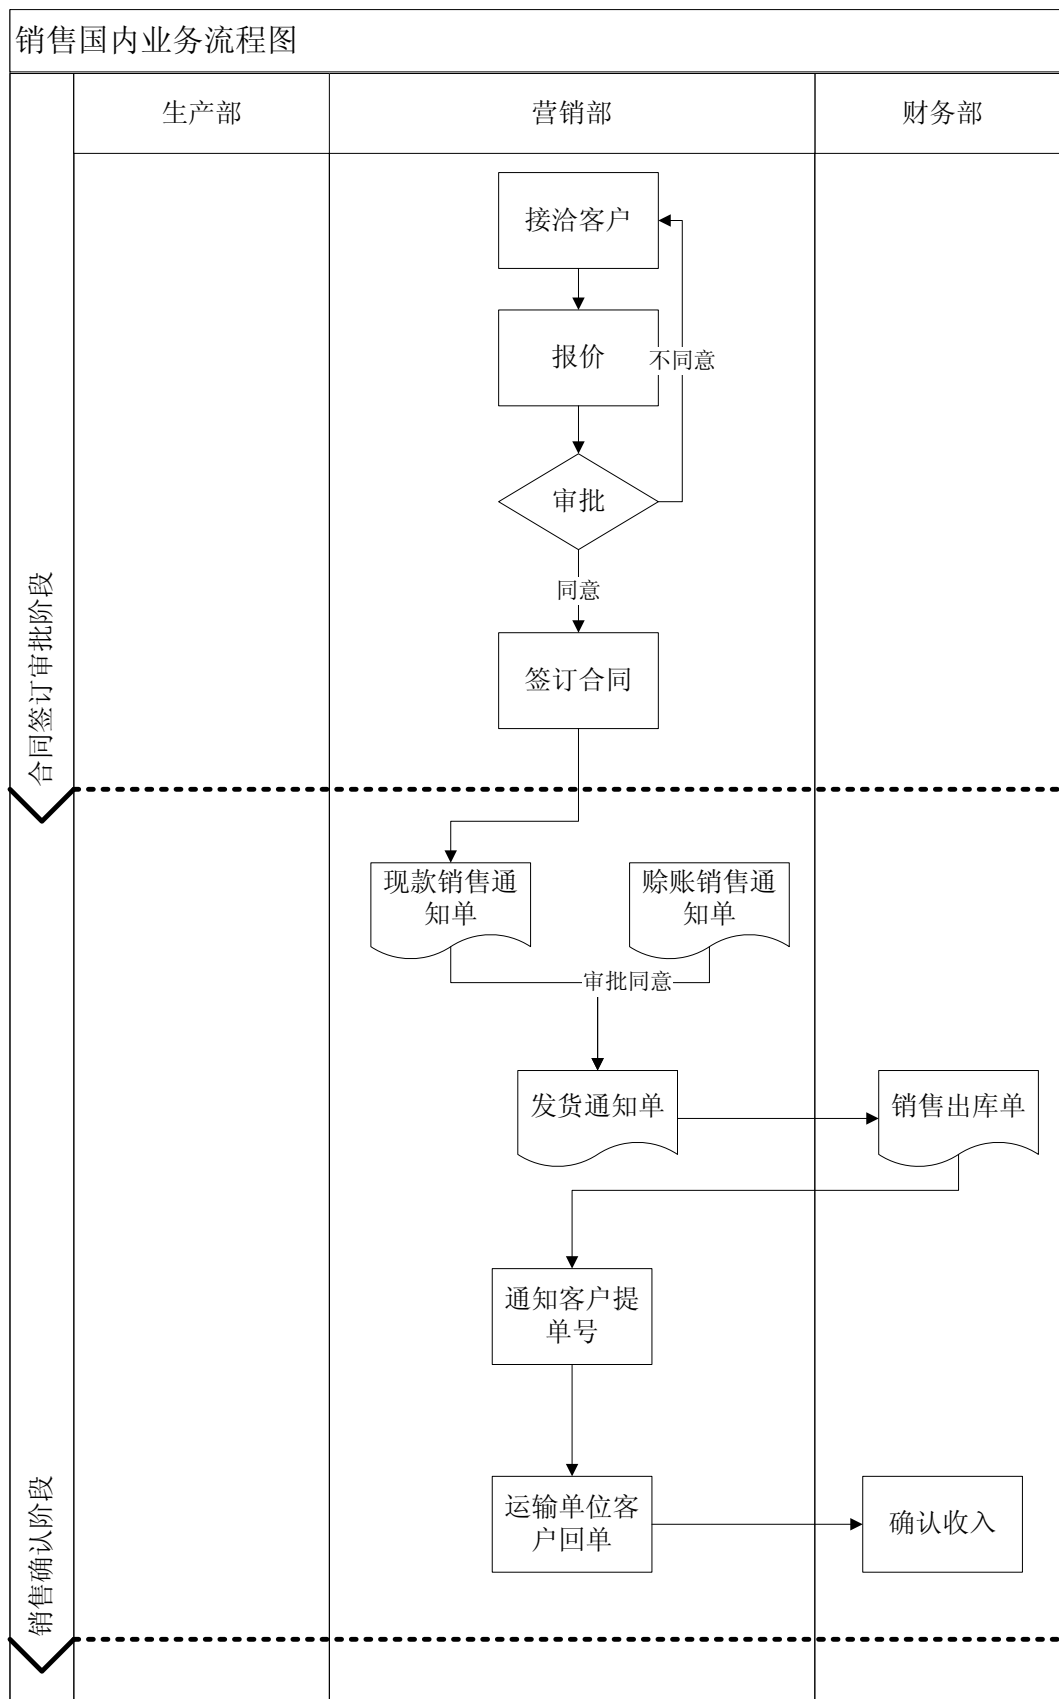 销售国内业务流程图
生产部
营销部
财务部
接洽客户
报价
不同意
审批
同意
签订合同
合同签订审批阶段
现款销售通
知单
赊账销售通
知单
审批同意
发货通知单
销售出库单
通知客户提
单号
运输单位客
户回单
确认收入
销售确认阶段